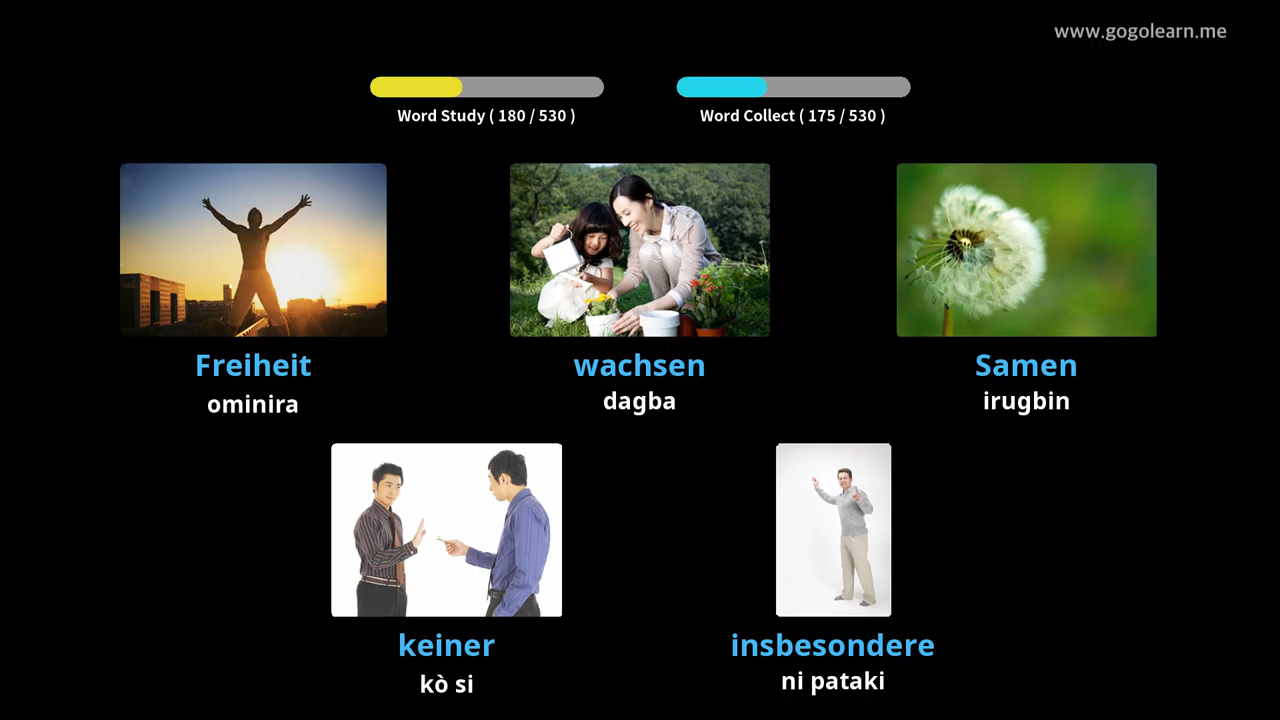 www.gogolearn.me
Word Study ( 180 / 530 )
Word Collect ( 175 / 530 )
Freiheit
ominira
wachsen
dagba
Samen
irugbin
keiner
kò si
insbesondere
ni pataki